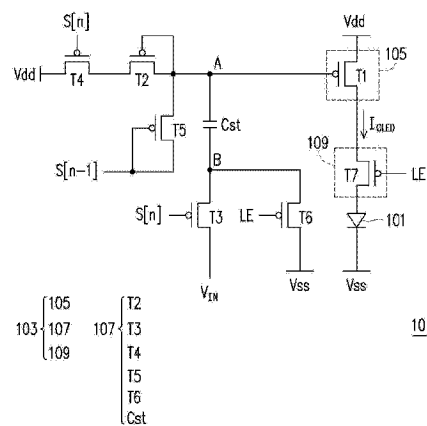 S[n]
Vdd
Vdd
T4
T2
A
T1
105
T5
Cst
I_OLED
109
S[n-1]
B
T7
LE
S[n]
T3
LE
T6
101
V_IN
Vss
Vss
103 { 105 107 109
107 { T2 T3 T4 T5 T6 Cst
10